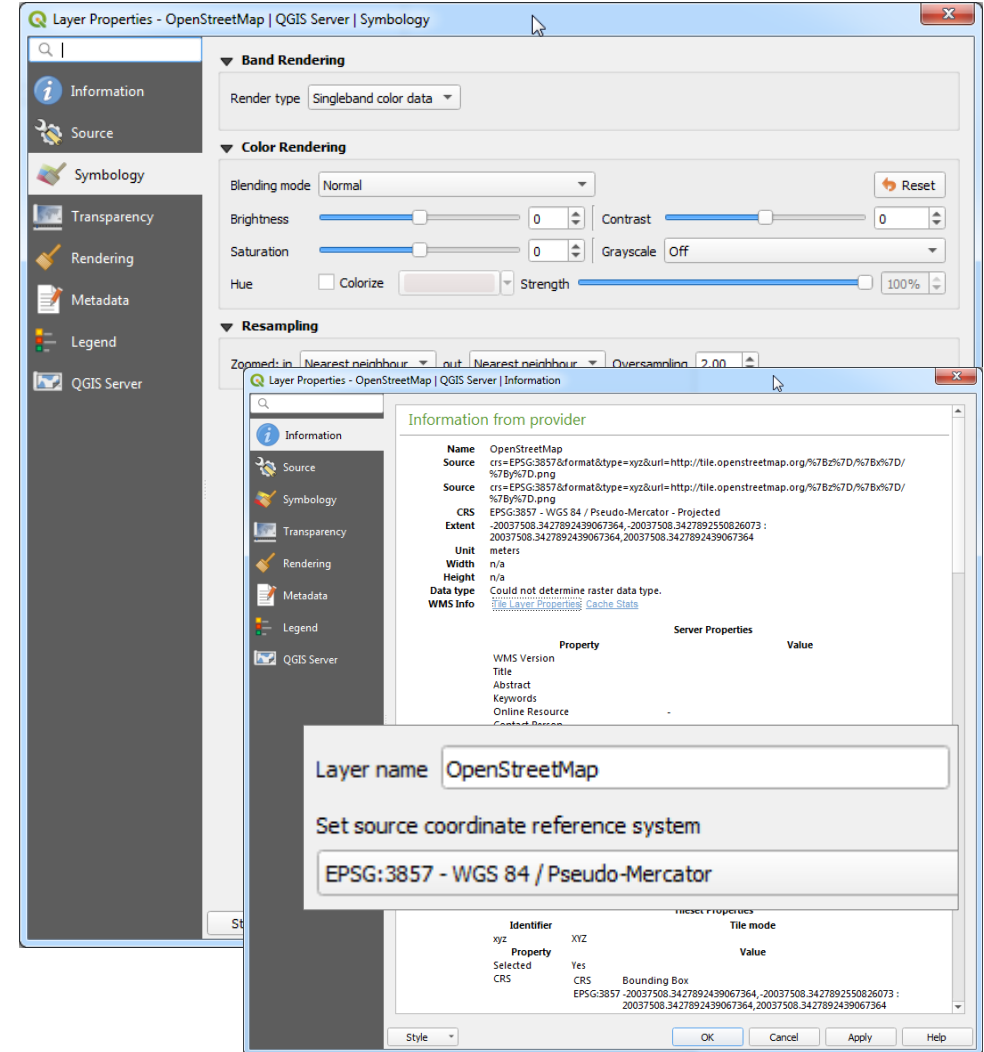 Layer Properties - OpenStreetMap | QGIS Server | Symbology
Information
Source
Symbology
Transparency
Rendering
Metadata
Legend
QGIS Server
Band Rendering
Render type Singleband color data
Color Rendering
Blending mode Normal Reset
Brightness 0 Contrast 0
Saturation 0 Grayscale Off
Hue Colorize Strength 100%
Resampling
Zoomed: in Nearest neighbour out Nearest neighbour Oversampling 2.00
St
Layer Properties - OpenStreetMap | QGIS Server | Information
Information
Source
Symbology
Transparency
Rendering
Metadata
Legend
QGIS Server
Information from provider
Name OpenStreetMap
Source crs=EPSG:3857&format&type=xyz&url=http://tile.openstreetmap.org/%7Bz%7D/%7Bx%7D/
%7By%7D.png
Source crs=EPSG:3857&format&type=xyz&url=http://tile.openstreetmap.org/%7Bz%7D/%7Bx%7D/
%7By%7D.png
CRS EPSG:3857 - WGS 84 / Pseudo-Mercator - Projected
Extent -20037508.3427892439067364,-20037508.3427892550826073 :
20037508.3427892439067364,20037508.3427892439067364
Unit meters
Width n/a
Height n/a
Data type Could not determine raster data type.
WMS Info Tile Layer Properties Cache Stats
Server Properties
Property Value
WMS Version
Title
Abstract
Keywords
Online Resource -
Contact Person
Layer name OpenStreetMap
Set source coordinate reference system
EPSG:3857 - WGS 84 / Pseudo-Mercator
Tileset Properties
Identifier Tile mode
xyz XYZ
Property Value
Selected Yes
CRS CRS Bounding Box
EPSG:3857 -20037508.3427892439067364,-20037508.3427892550826073 :
20037508.3427892439067364,20037508.3427892439067364
Style OK Cancel Apply Help